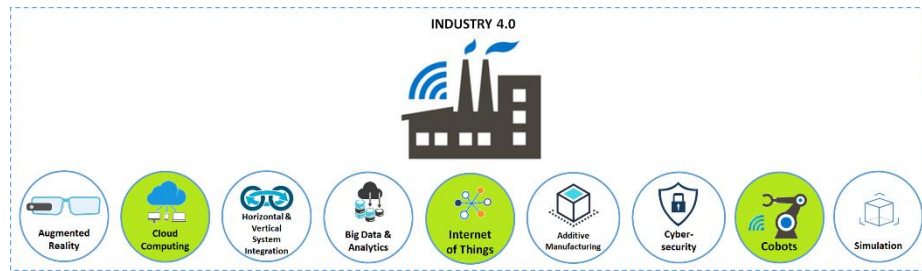 INDUSTRY 4.0
Augmented
Reality
Cloud
Computing
Horizontal &
Vertical
System
Integration
Big Data &
Analytics
Internet
of Things
Additive
Manufacturing
Cyber-
security
Cobots
Simulation